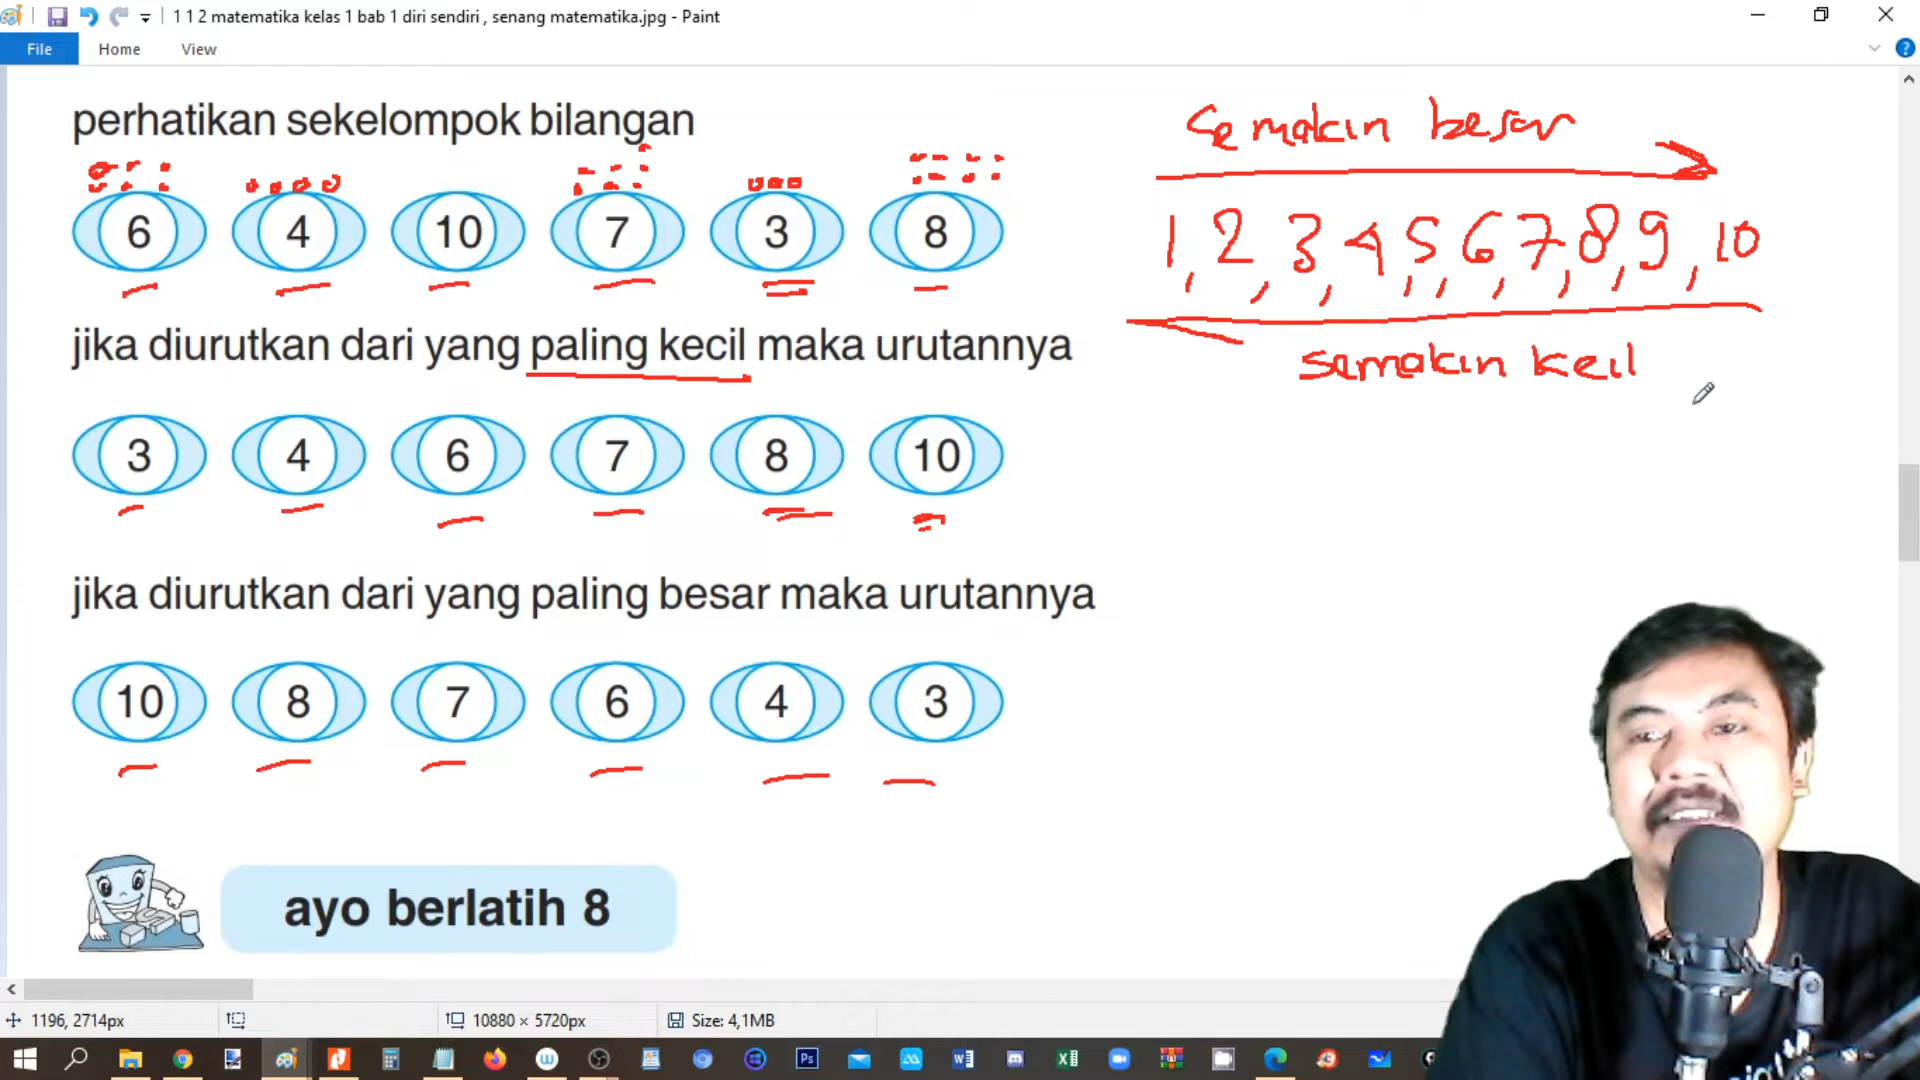 1 1 2 matematika kelas 1 bab 1 diri sendiri , senang matematika.jpg - Paint
File Home View
perhatikan sekelompok bilangan
6 4 10 7 3 8
jika diurutkan dari yang paling kecil maka urutannya
3 4 6 7 8 10
jika diurutkan dari yang paling besar maka urutannya
10 8 7 6 4 3
ayo berlatih 8
Semakin besar
1, 2, 3, 4, 5, 6, 7, 8, 9, 10
semakin kecil
1196, 2714px
10880 × 5720px
Size: 4,1MB